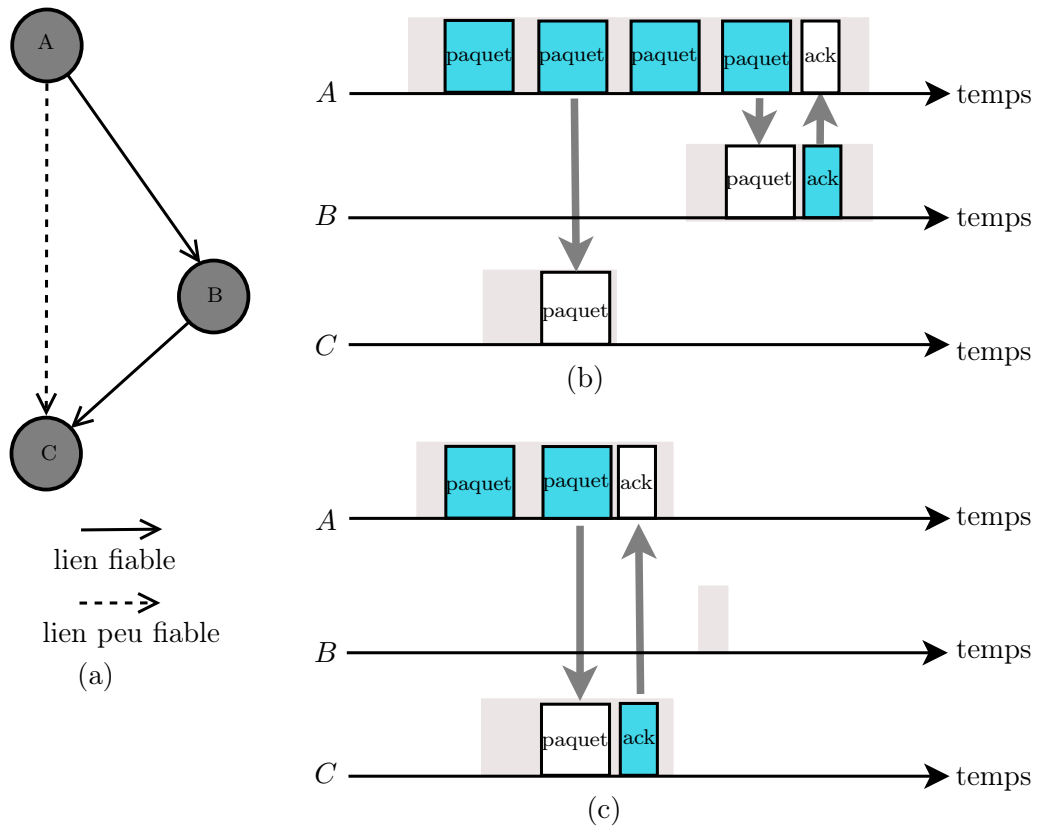 A
B
C
lien fiable
lien peu fiable
(a)
paquet paquet paquet paquet ack
A temps
paquet ack
B temps
paquet
C temps
(b)
paquet paquet ack
A temps
B temps
paquet ack
C temps
(c)